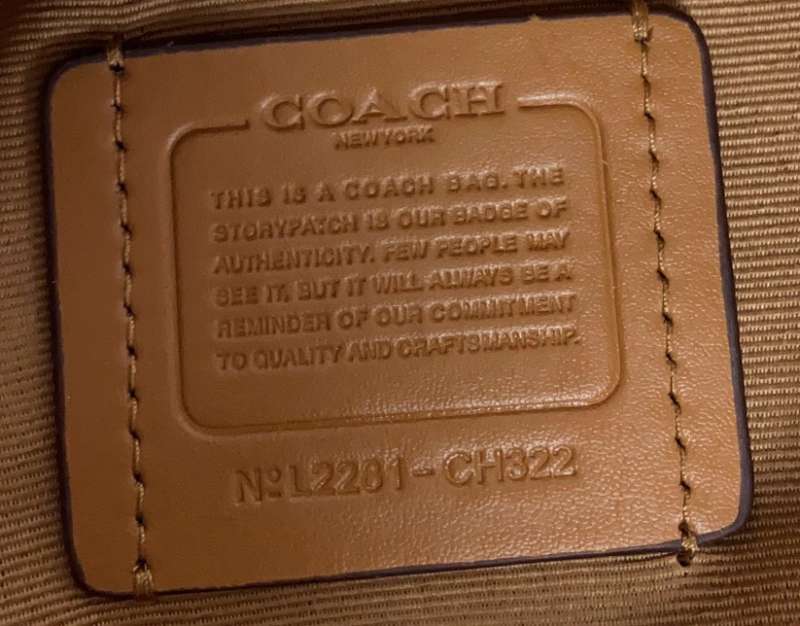 COACH
NEW YORK
THIS IS A COACH BAG. THE
STORYPATCH IS OUR BADGE OF
AUTHENTICITY. FEW PEOPLE MAY
SEE IT, BUT IT WILL ALWAYS BE A
REMINDER OF OUR COMMITMENT
TO QUALITY AND CRAFTSMANSHIP.
Nº L2281-CH322